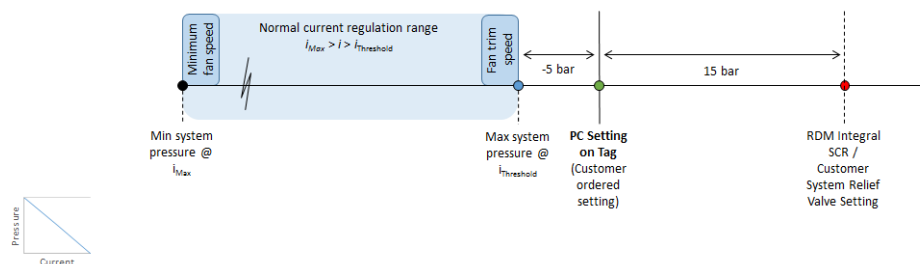 Normal current regulation range
iMax > i > iThreshold
Minimum
fan speed
Fan trim
speed
-5 bar
15 bar
Min system
pressure @
iMax
Max system
pressure @
iThreshold
PC Setting
on Tag
(Customer
ordered
setting)
RDM Integral
SCR /
Customer
System Relief
Valve Setting
Pressure
Current